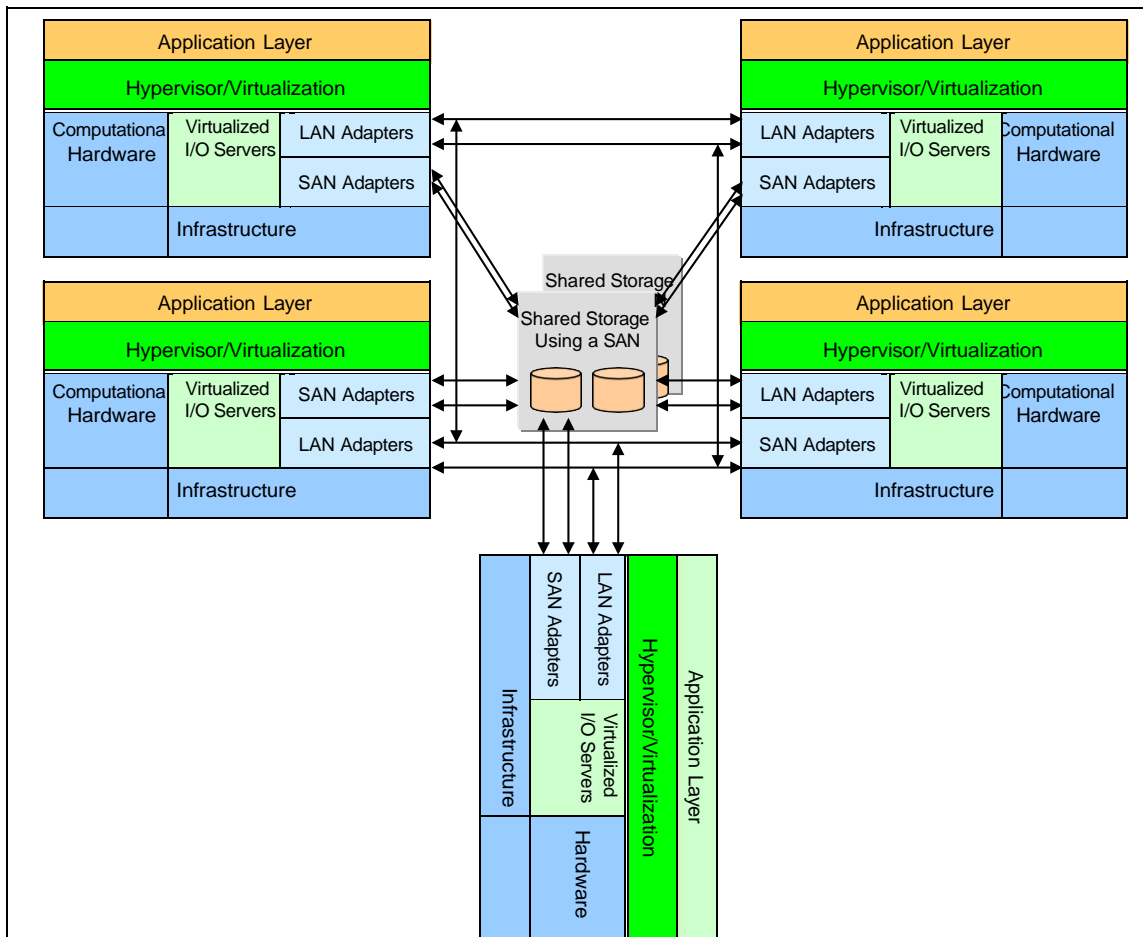 Application Layer
Hypervisor/Virtualization
Computationa
Hardware
Virtualized
I/O Servers
LAN Adapters
SAN Adapters
Infrastructure
Application Layer
Hypervisor/Virtualization
LAN Adapters
SAN Adapters
Virtualized
I/O Servers
Computational
Hardware
Infrastructure
Shared Storage
Shared Storage
Using a SAN
Application Layer
Hypervisor/Virtualization
Computational
Hardware
Virtualized
I/O Servers
SAN Adapters
LAN Adapters
Infrastructure
Application Layer
Hypervisor/Virtualization
LAN Adapters
SAN Adapters
Virtualized
I/O Servers
Computational
Hardware
Infrastructure
Infrastructure
SAN Adapters
LAN Adapters
Virtualized
I/O Servers
Hardware
Hypervisor/Virtualization
Application Layer